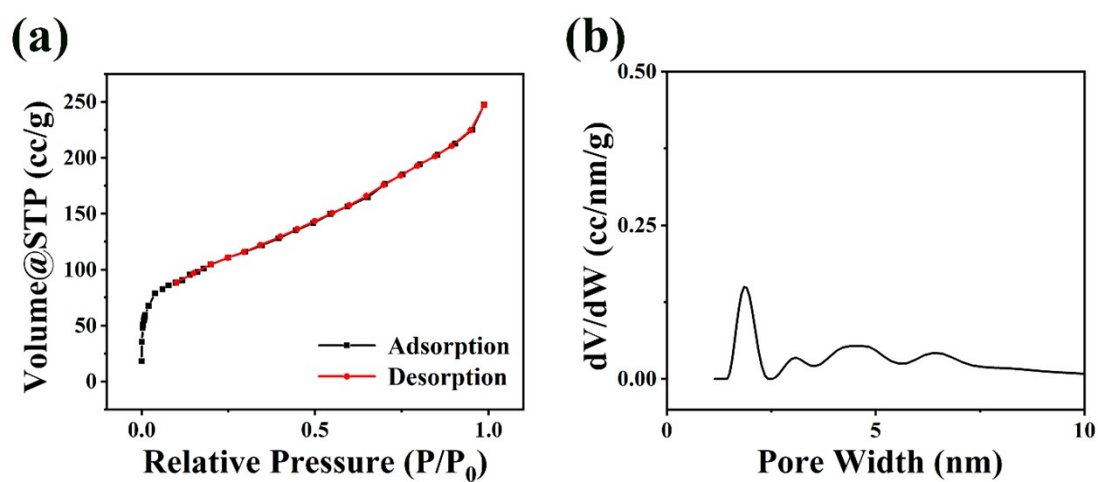 (a)
Volume@STP (cc/g)
250
200
150
100
50
0
Adsorption
Desorption
0.0
0.5
1.0
Relative Pressure (P/P₀)
(b)
dV/dW (cc/nm/g)
0.50
0.25
0.00
0
5
10
Pore Width (nm)